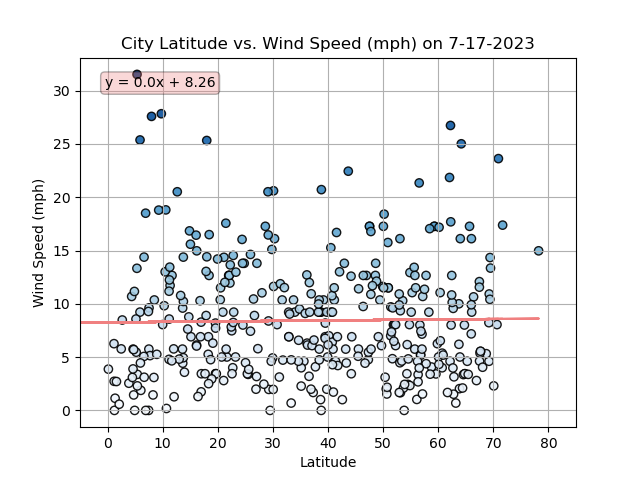 City Latitude vs. Wind Speed (mph) on 7-17-2023
y = 0.0x + 8.26
30
25
20
15
10
5
0
Wind Speed (mph)
0 10 20 30 40 50 60 70 80
Latitude